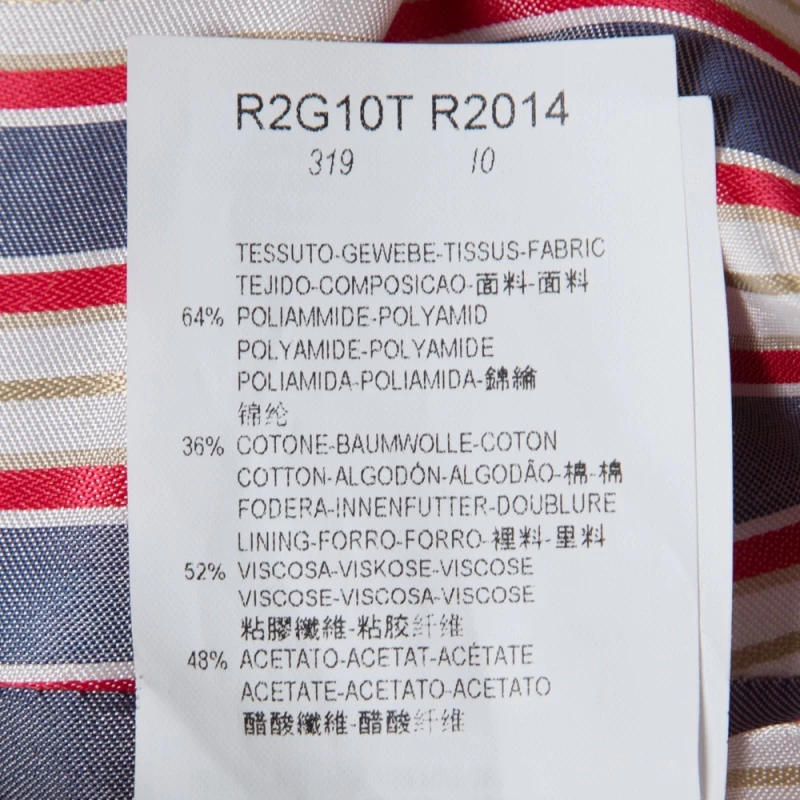 R2G10T R2014
319 10
TESSUTO-GEWEBE-TISSUS-FABRIC
TEJIDO-COMPOSICAO-面料-面料
64% POLIAMMIDE-POLYAMID
POLYAMIDE-POLYAMIDE
POLIAMIDA-POLIAMIDA-錦綸
锦纶
36% COTONE-BAUMWOLLE-COTON
COTTON-ALGODÓN-ALGODÃO-棉-棉
FODERA-INNENFUTTER-DOUBLURE
LINING-FORRO-FORRO-裡料-里料
52% VISCOSA-VISKOSE-VISCOSE
VISCOSE-VISCOSA-VISCOSE
粘膠纖維-粘胶纤维
48% ACETATO-ACETAT-ACÉTATE
ACETATE-ACETATO-ACETATO
醋酸纖維-醋酸纤维